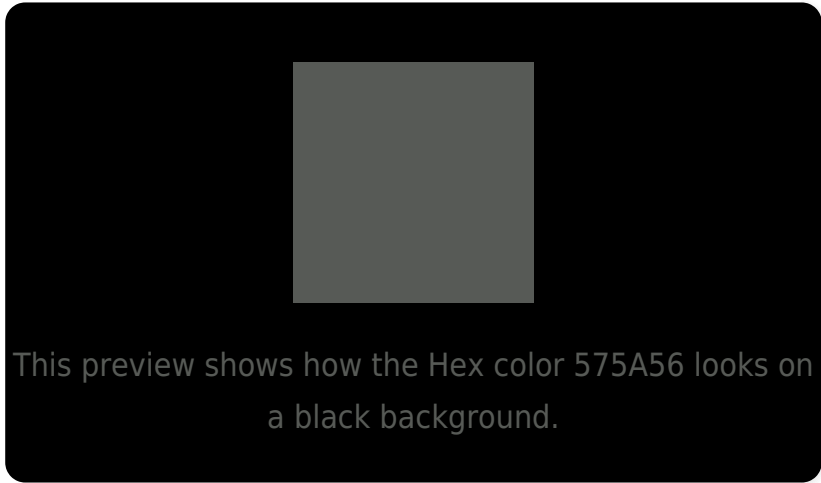 This preview shows how the Hex color 575A56 looks on
a black background.